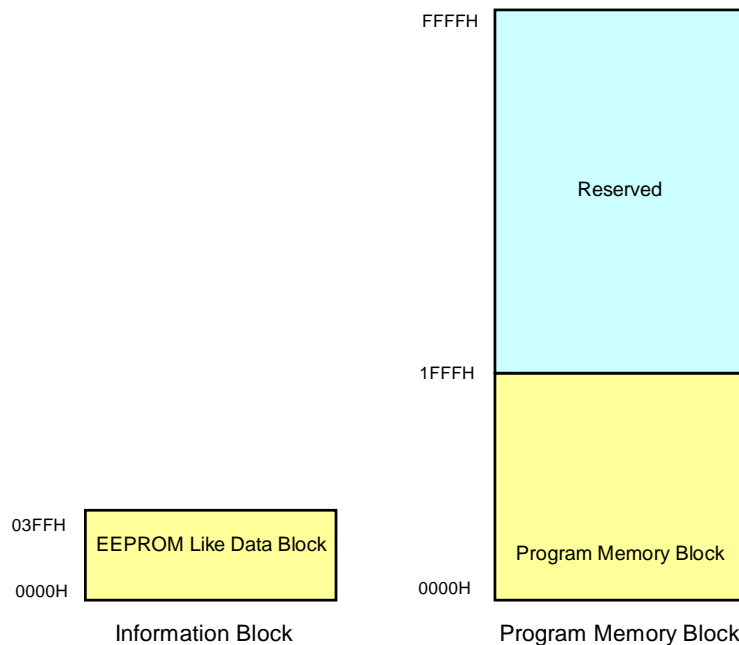 FFFFH
Reserved
1FFFH
03FFH
EEPROM Like Data Block
Program Memory Block
0000H
0000H
Information Block
Program Memory Block